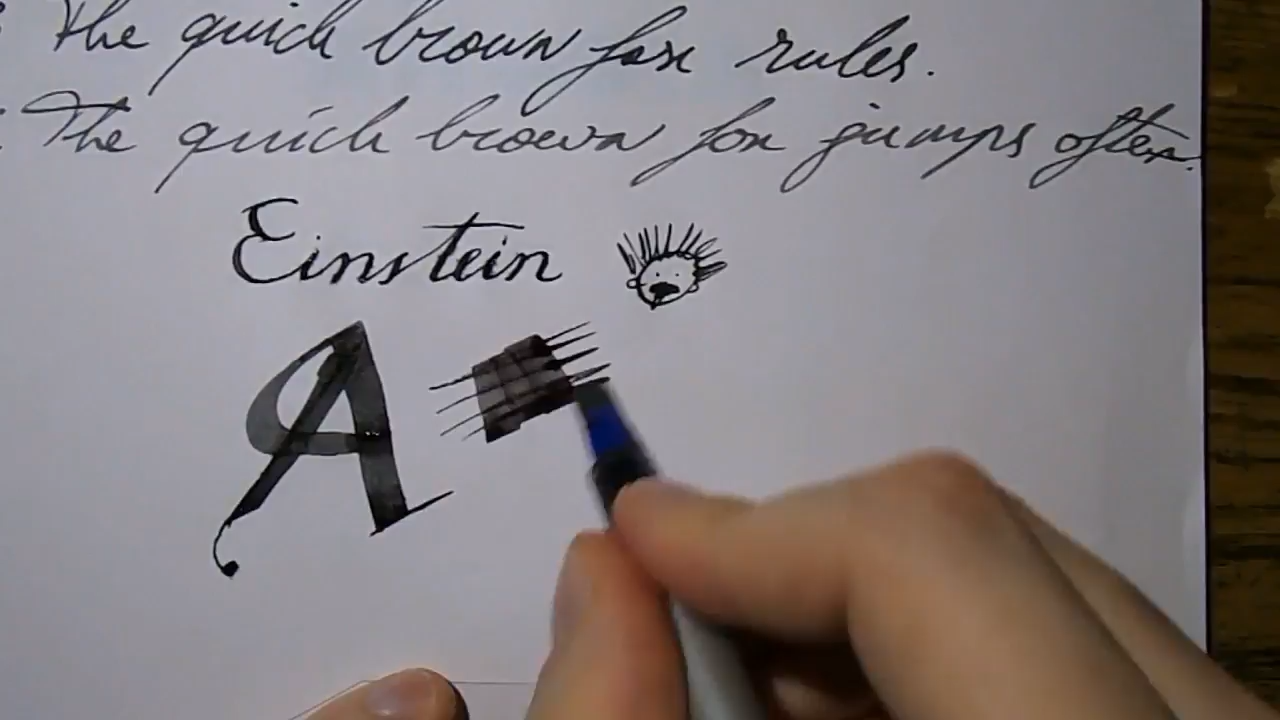 The quick brown fox rules.
The quick brown fox jumps often.
Einstein
A